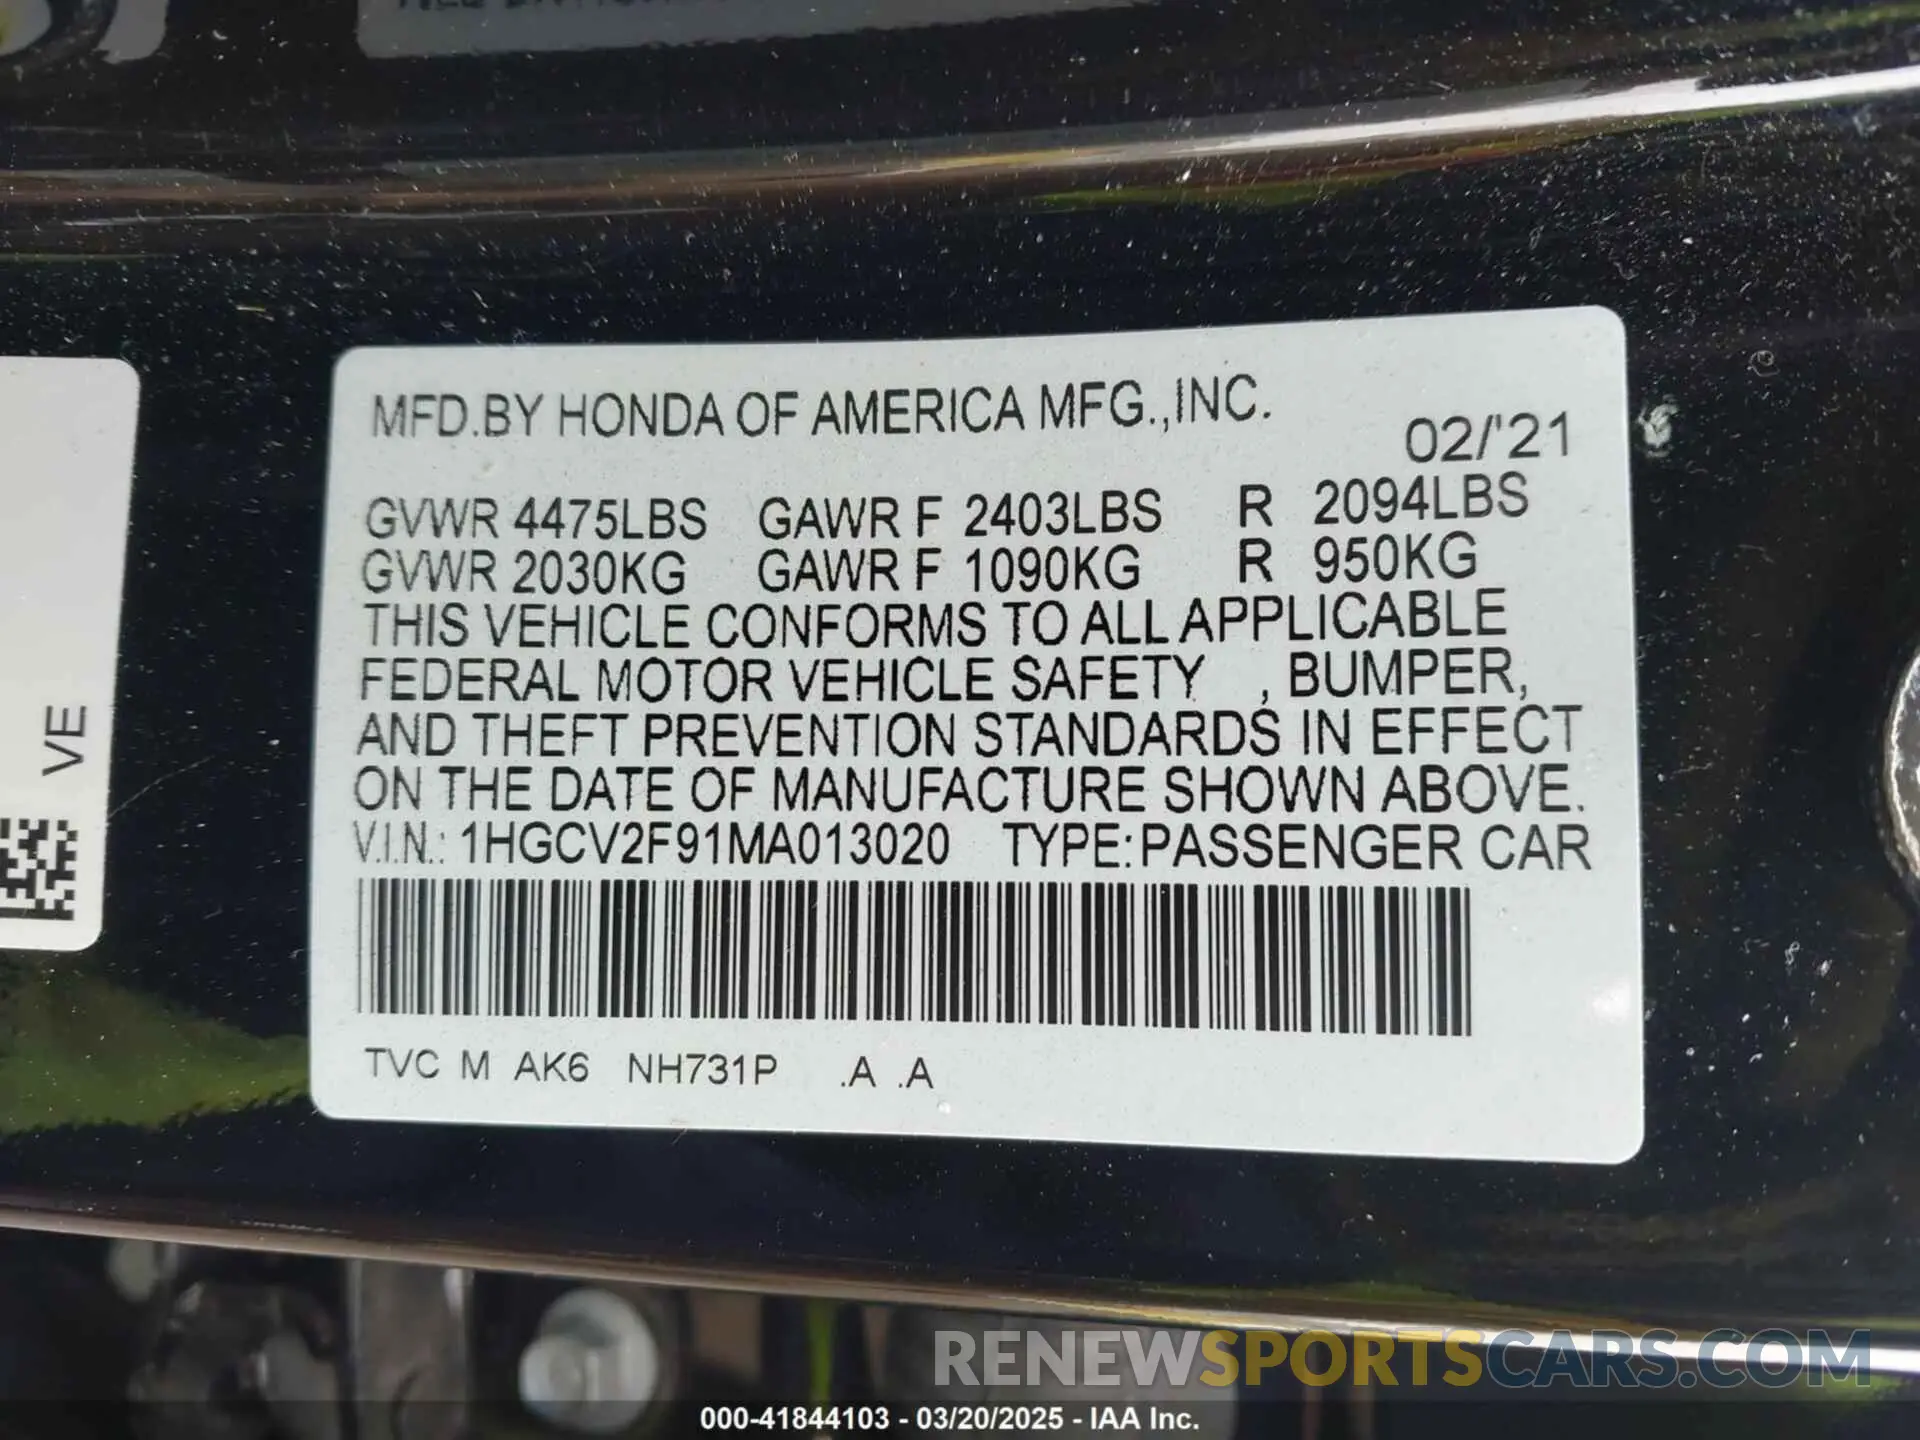 MFD.BY HONDA OF AMERICA MFG.,INC.
02/'21
GVWR 4475LBS GAWR F 2403LBS R 2094LBS
GVWR 2030KG GAWR F 1090KG R 950KG
THIS VEHICLE CONFORMS TO ALL APPLICABLE
FEDERAL MOTOR VEHICLE SAFETY , BUMPER,
AND THEFT PREVENTION STANDARDS IN EFFECT
ON THE DATE OF MANUFACTURE SHOWN ABOVE.
V.I.N.: 1HGCV2F91MA013020 TYPE:PASSENGER CAR
TVC M AK6 NH731P .A .A
VE
RENEWSPORTSCARS.COM
000-41844103 - 03/20/2025 - IAA Inc.